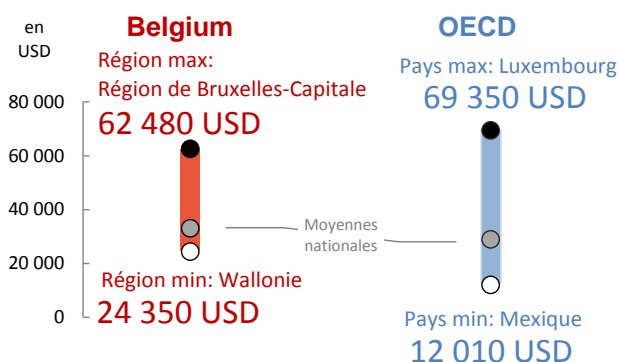 en
USD
Belgium
OECD
Région max:
Région de Bruxelles-Capitale
62 480 USD
Pays max: Luxembourg
69 350 USD
80 000
60 000
40 000
20 000
0
Moyennes
nationales
Région min: Wallonie
24 350 USD
Pays min: Mexique
12 010 USD